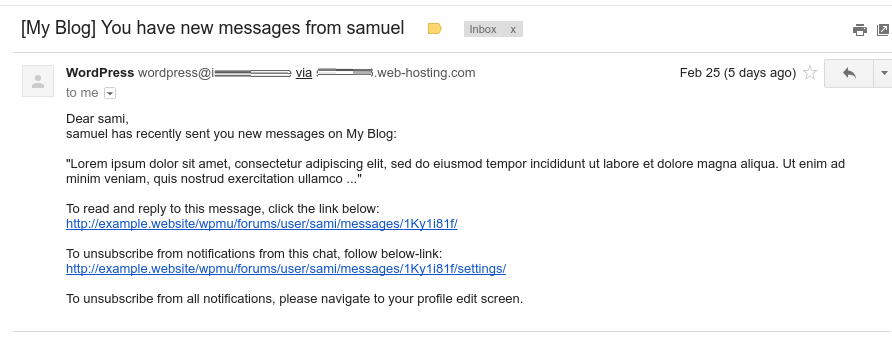 [My Blog] You have new messages from samuel
Inbox x
WordPress wordpress@i via .web-hosting.com
Feb 25 (5 days ago)
to me
Dear sami,
samuel has recently sent you new messages on My Blog:
"Lorem ipsum dolor sit amet, consectetur adipiscing elit, sed do eiusmod tempor incididunt ut labore et dolore magna aliqua. Ut enim ad
minim veniam, quis nostrud exercitation ullamco ..."
To read and reply to this message, click the link below:
http://example.website/wpmu/forums/user/sami/messages/1Ky1i81f/
To unsubscribe from notifications from this chat, follow below-link:
http://example.website/wpmu/forums/user/sami/messages/1Ky1i81f/settings/
To unsubscribe from all notifications, please navigate to your profile edit screen.